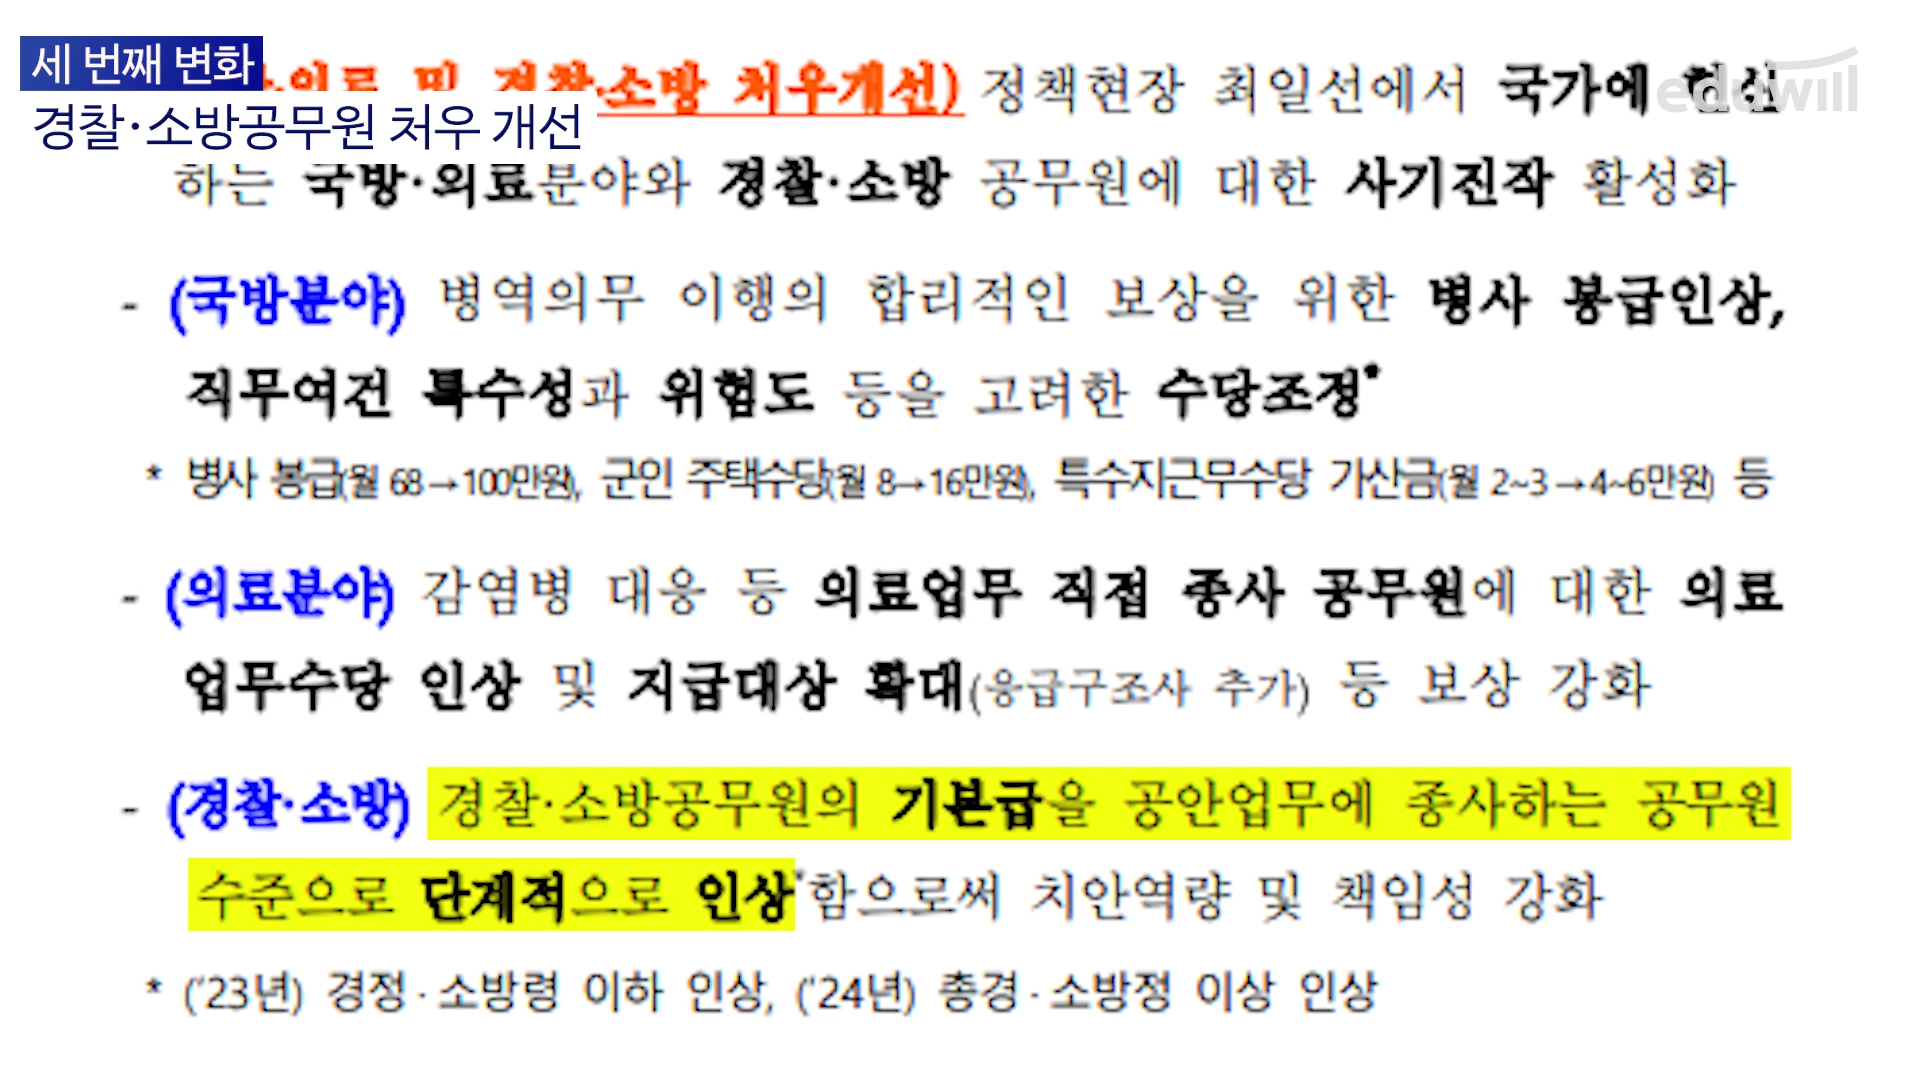 세 번째 변화
경찰·소방공무원 처우 개선
의료 및 경찰·소방 처우개선) 정책현장 최일선에서 국가에 헌신
eduwill
하는 국방·의료분야와 경찰·소방 공무원에 대한 사기진작 활성화
- (국방분야) 병역의무 이행의 합리적인 보상을 위한 병사 봉급인상,
직무여건 특수성과 위험도 등을 고려한 수당조정*
* 병사 봉급(월 68→100만원), 군인 주택수당(월 8→16만원), 특수지근무수당 가산금(월 2~3→4~6만원) 등
- (의료분야) 감염병 대응 등 의료업무 직접 종사 공무원에 대한 의료
업무수당 인상 및 지급대상 확대(응급구조사 추가) 등 보상 강화
- (경찰·소방) 경찰·소방공무원의 기본급을 공안업무에 종사하는 공무원
수준으로 단계적으로 인상*함으로써 치안역량 및 책임성 강화
* ('23년) 경정·소방령 이하 인상, ('24년) 총경·소방정 이상 인상